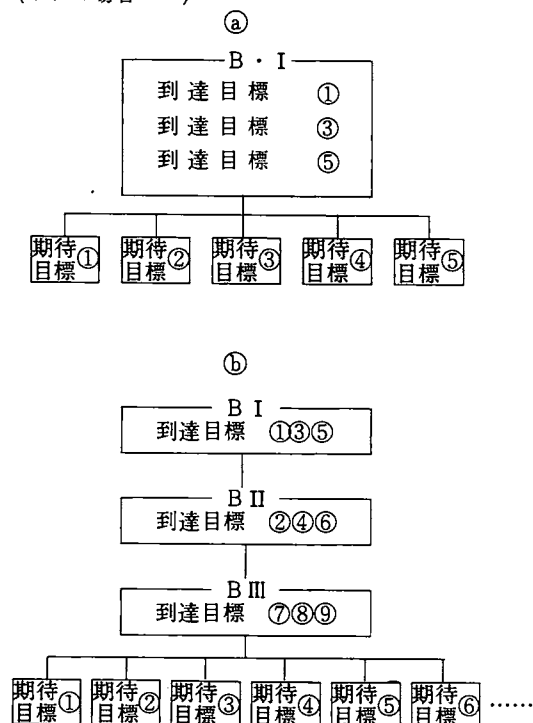 ⓐ
B・I
到達目標 ①
到達目標 ③
到達目標 ⑤
期待目標① 期待目標② 期待目標③ 期待目標④ 期待目標⑤
ⓑ
B I
到達目標 ①③⑤
B II
到達目標 ②④⑥
B III
到達目標 ⑦⑧⑨
期待目標① 期待目標② 期待目標③ 期待目標④ 期待目標⑤ 期待目標⑥ ……